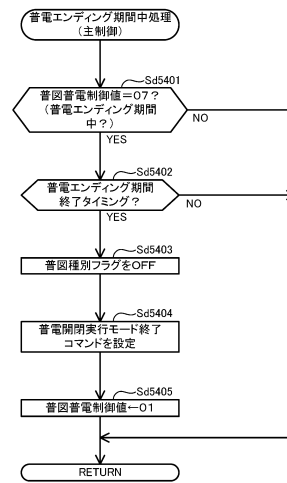 普電エンディング期間中処理
(主制御)
Sd5401
普図普電制御値=07?
(普電エンディング期間
中?)
NO
YES
Sd5402
普電エンディング期間
終了タイミング?
NO
YES
Sd5403
普図種別フラグをOFF
Sd5404
普電開閉実行モード終了
コマンドを設定
Sd5405
普図普電制御値←01
RETURN